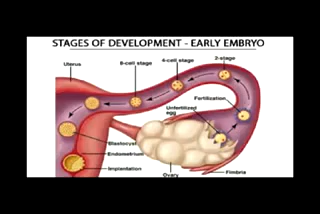 STAGES OF DEVELOPMENT - EARLY EMBRYO
Uterus
8-cell stage
4-cell stage
2-stage
Fertilization
Unfertilized
egg
Blastocyst
Endometrium
Implantation
Ovary
Fimbria